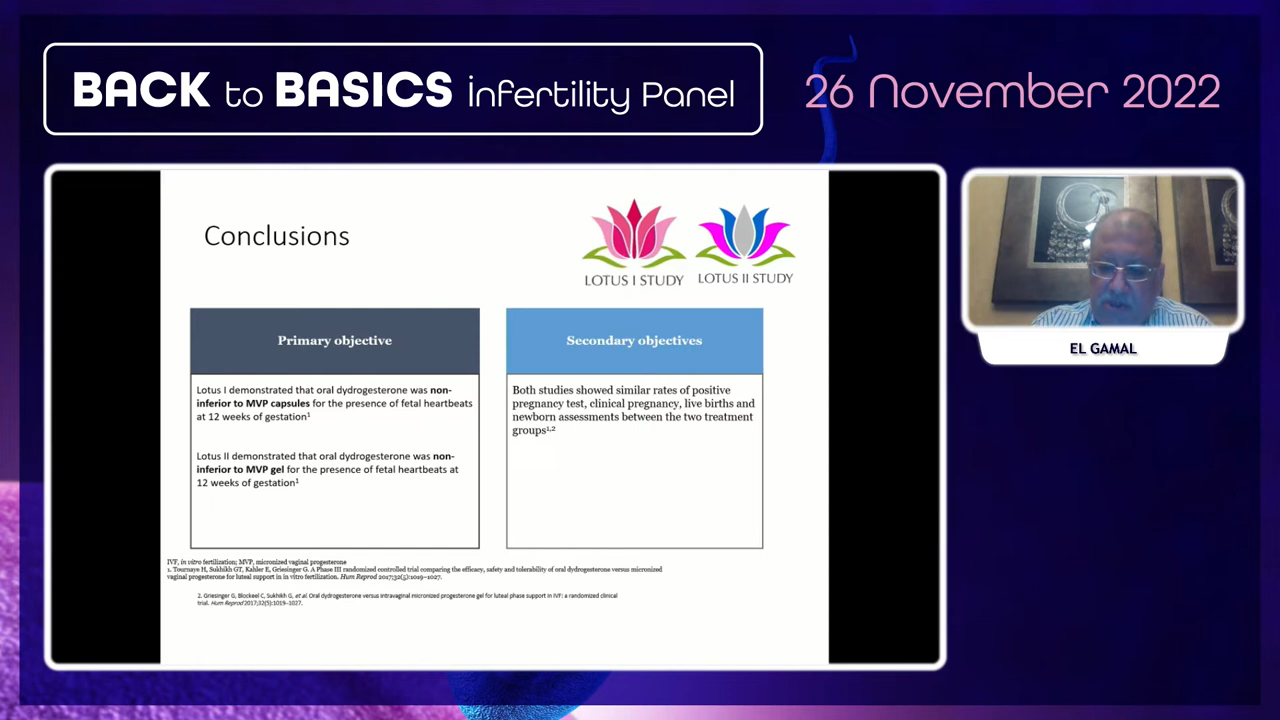 BACK to BASICS infertility Panel
26 November 2022
Conclusions
LOTUS I STUDY
LOTUS II STUDY
Primary objective
Lotus I demonstrated that oral dydrogesterone was non-
inferior to MVP capsules for the presence of fetal heartbeats
at 12 weeks of gestation¹
Lotus II demonstrated that oral dydrogesterone was non-
inferior to MVP gel for the presence of fetal heartbeats at
12 weeks of gestation¹
Secondary objectives
Both studies showed similar rates of positive
pregnancy test, clinical pregnancy, live births and
newborn assessments between the two treatment
groups¹,²
IVF, in vitro fertilization; MVP, micronized vaginal progesterone
1. Tournaye H, Sukhikh GT, Kahler E, Griesinger G. A Phase III randomized controlled trial comparing the efficacy, safety and tolerability of oral dydrogesterone versus micronized
vaginal progesterone for luteal support in in vitro fertilization. Hum Reprod 2017;32(5):1019–1027.
2. Griesinger G, Blockeel C, Sukhikh G, et al. Oral dydrogesterone versus intravaginal micronized progesterone gel for luteal phase support in IVF: a randomized clinical
trial. Hum Reprod 2017;32(5):1019–1027.
EL GAMAL